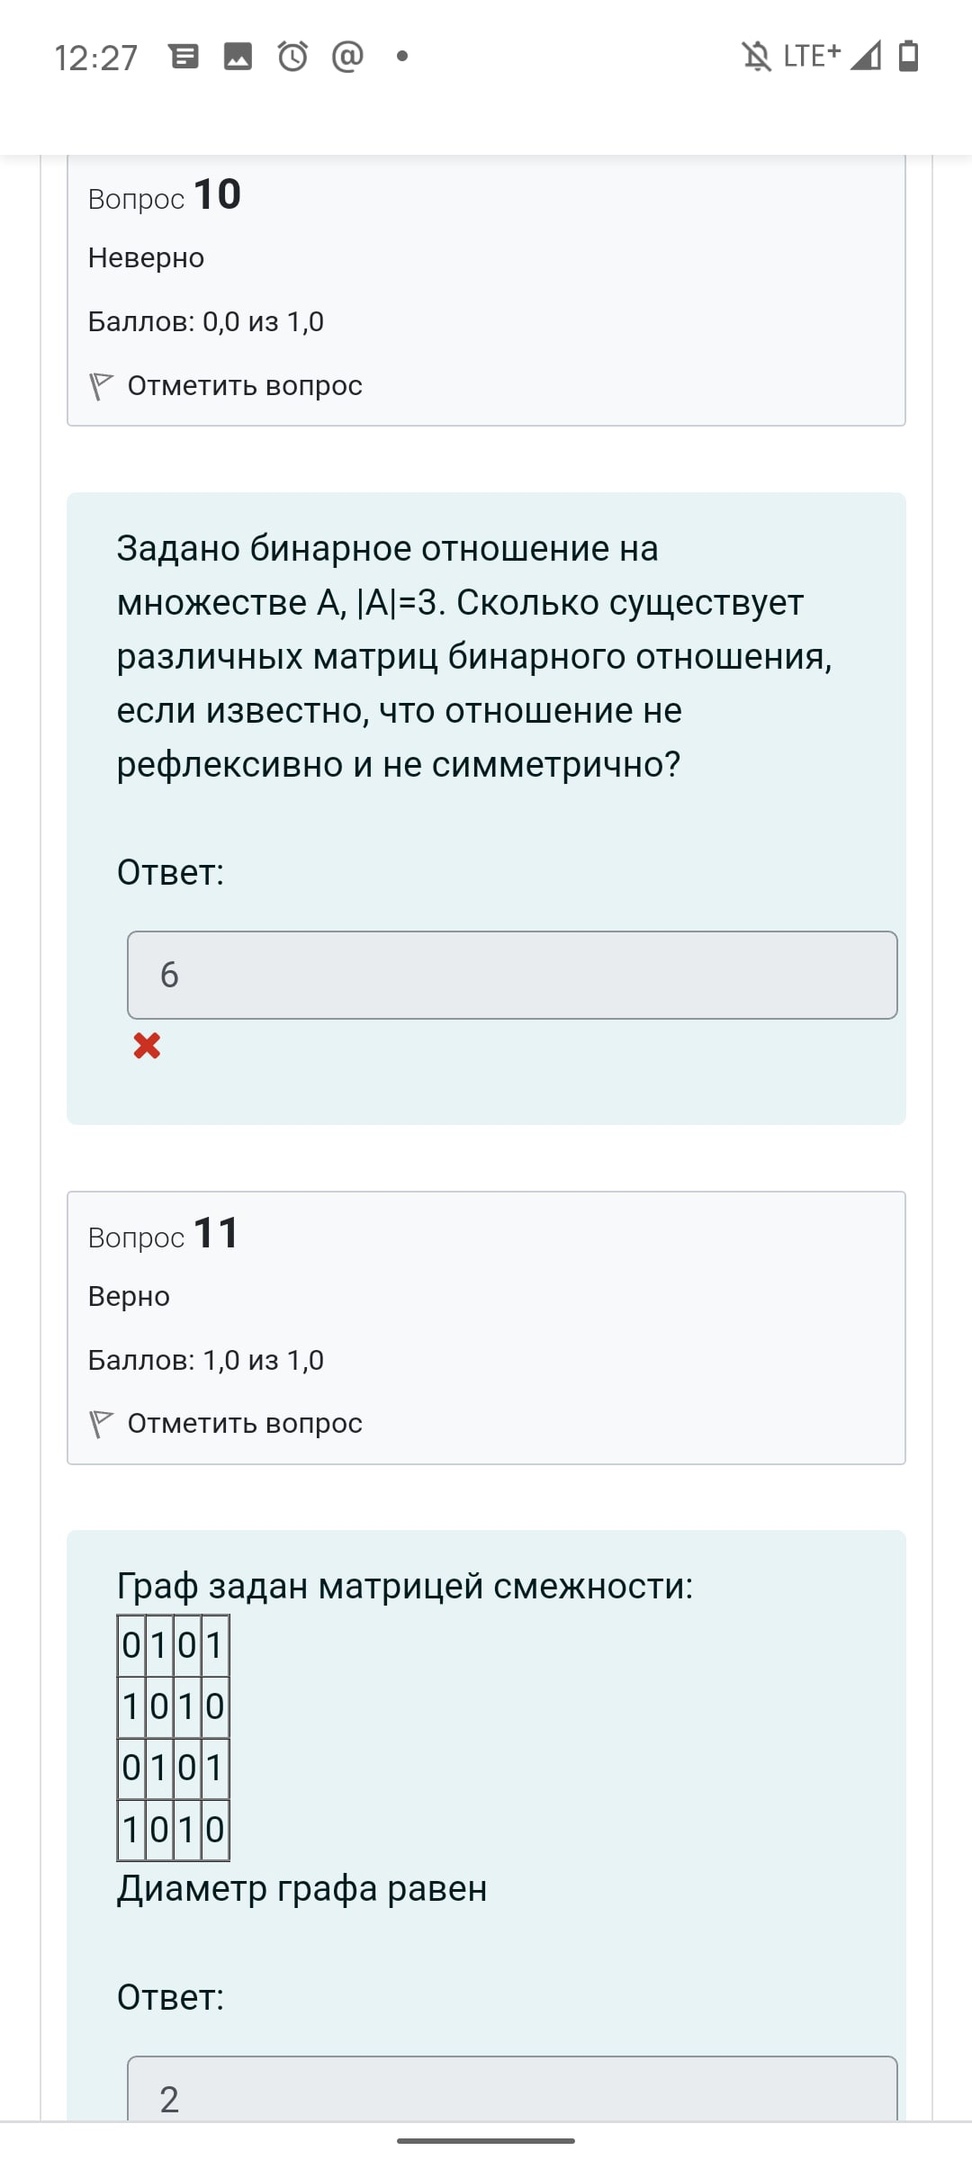 12:27 @ LTE+
Вопрос 10
Неверно
Баллов: 0,0 из 1,0
Отметить вопрос
Задано бинарное отношение на
множестве А, |A|=3. Сколько существует
различных матриц бинарного отношения,
если известно, что отношение не
рефлексивно и не симметрично?
Ответ:
6
Вопрос 11
Верно
Баллов: 1,0 из 1,0
Отметить вопрос
Граф задан матрицей смежности:
0 1 0 1
1 0 1 0
0 1 0 1
1 0 1 0
Диаметр графа равен
Ответ:
2